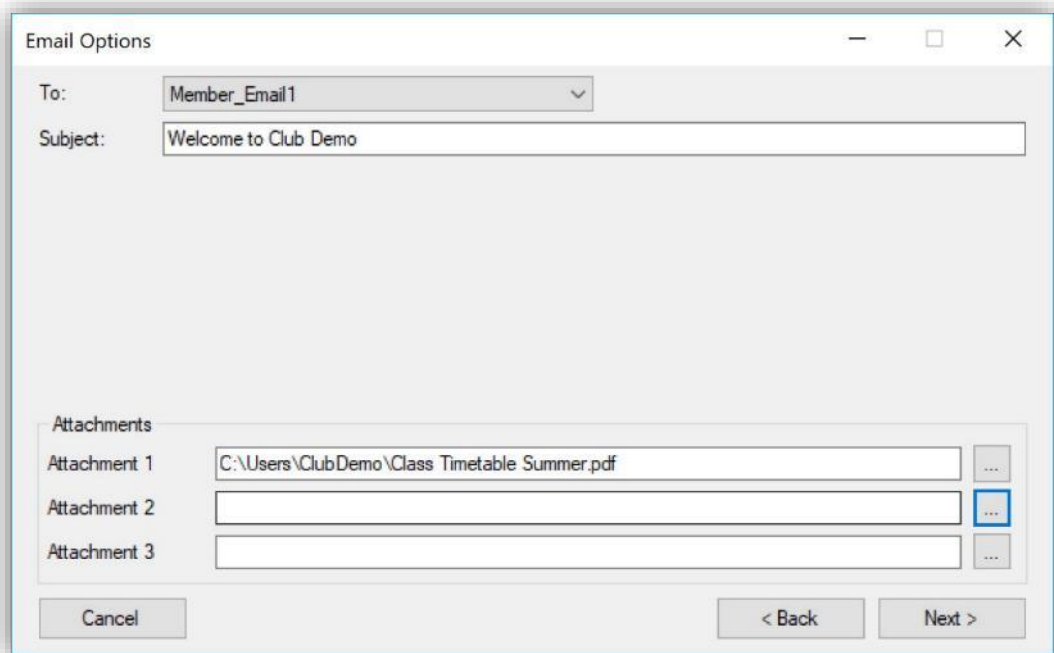 Email Options
To: Member_Email1
Subject: Welcome to Club Demo
Attachments
Attachment 1 C:\Users\ClubDemo\Class Timetable Summer.pdf ...
Attachment 2 ...
Attachment 3 ...
Cancel < Back Next >